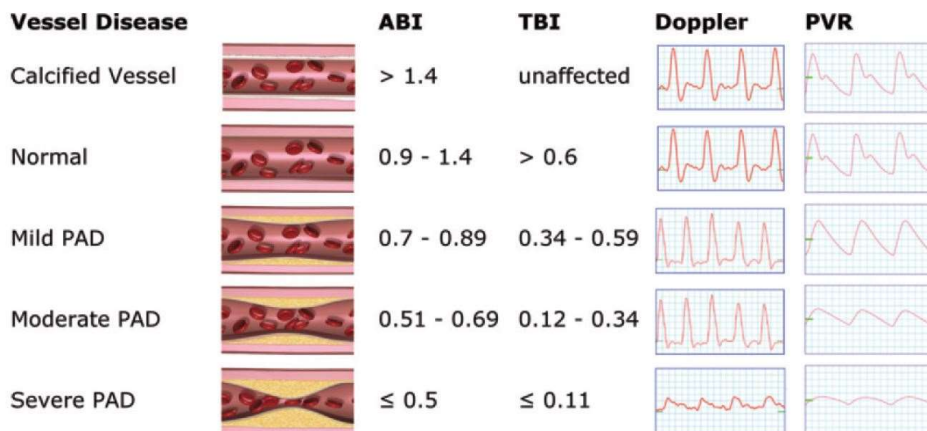 Vessel Disease ABI TBI Doppler PVR
Calcified Vessel > 1.4 unaffected
Normal 0.9 - 1.4 > 0.6
Mild PAD 0.7 - 0.89 0.34 - 0.59
Moderate PAD 0.51 - 0.69 0.12 - 0.34
Severe PAD ≤ 0.5 ≤ 0.11